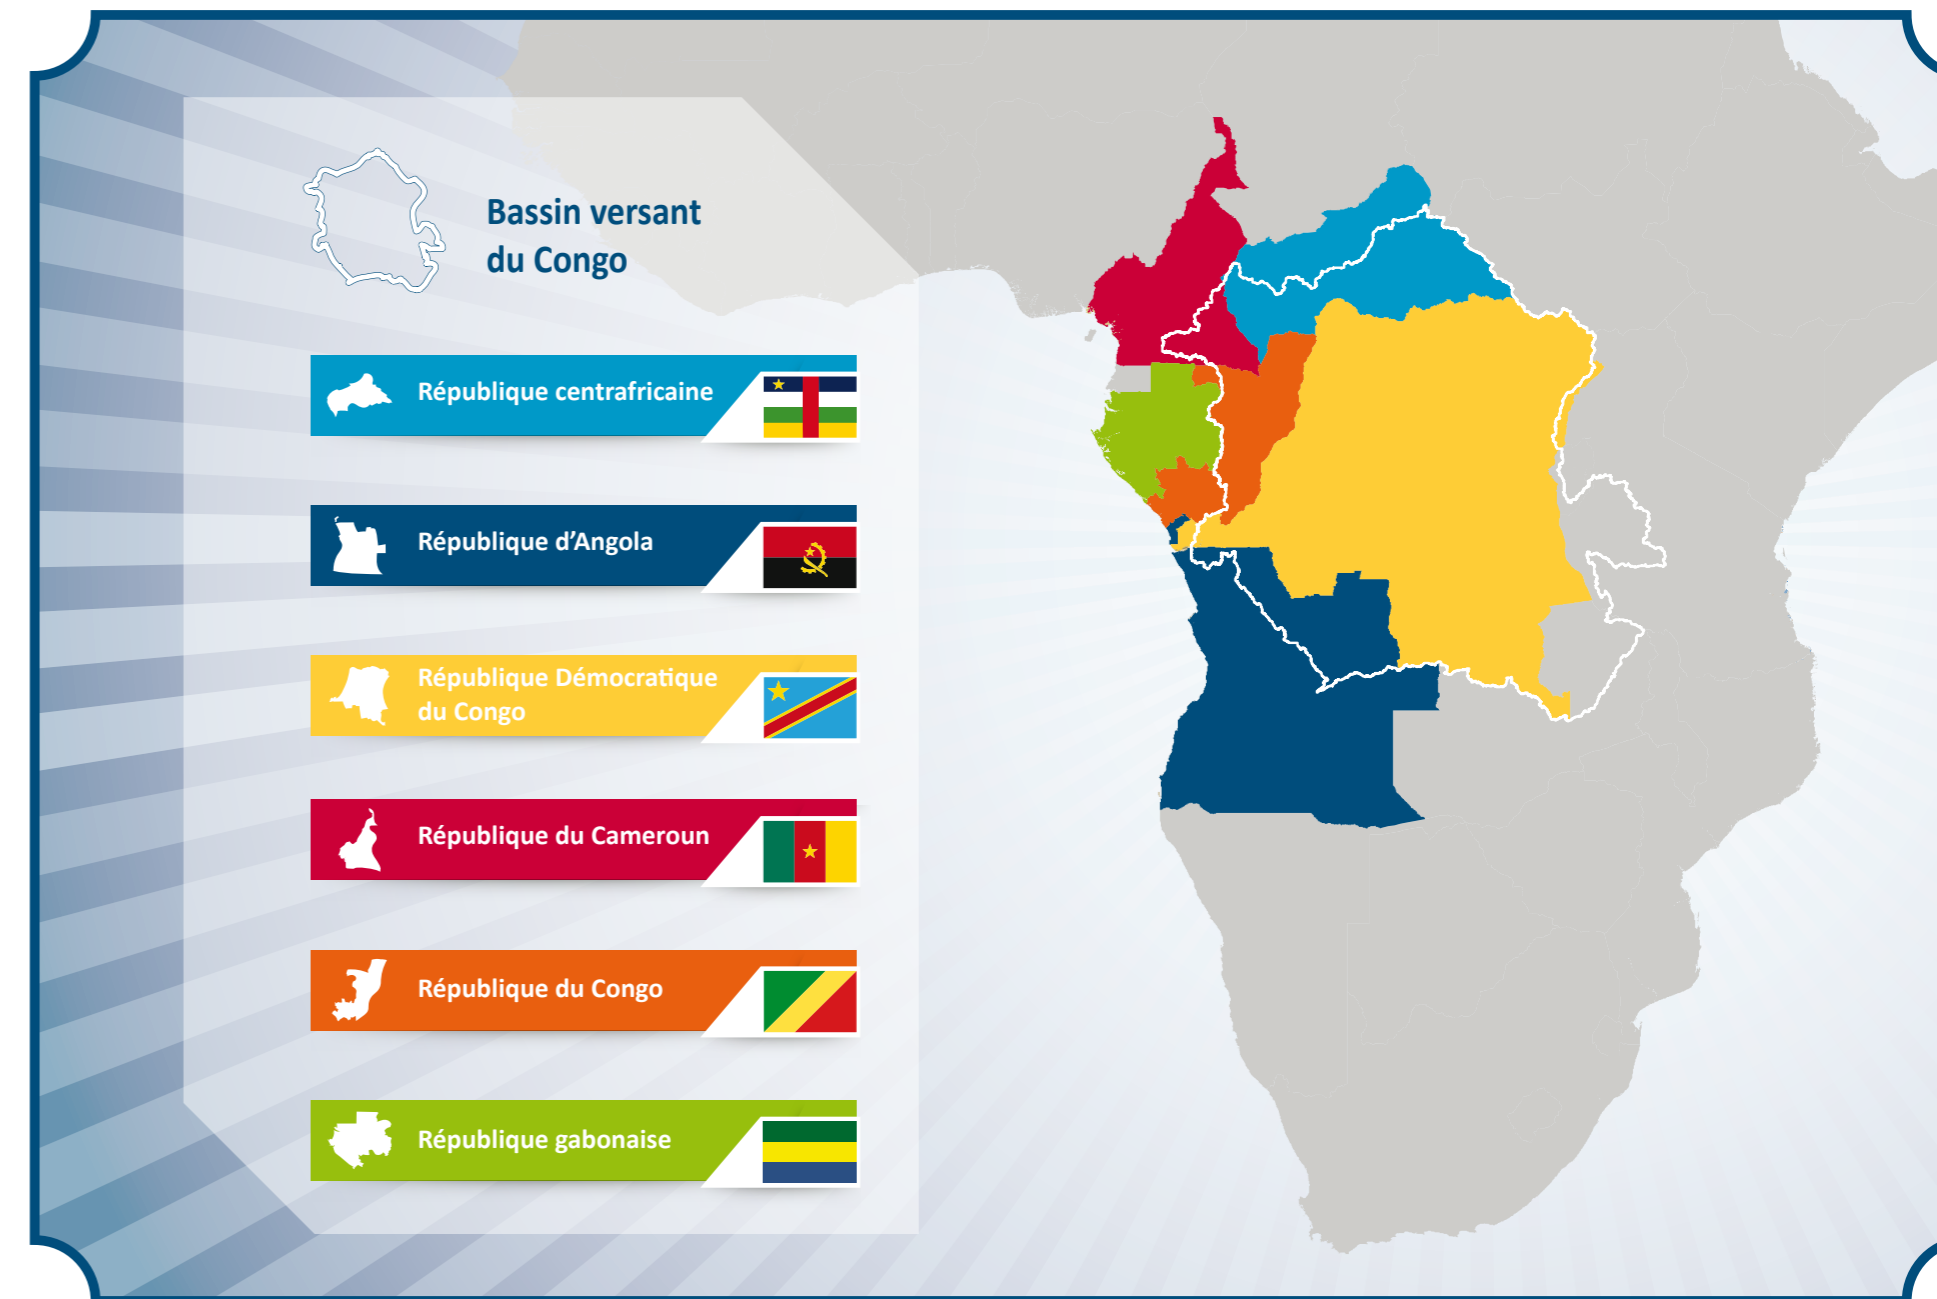 Bassin versant
du Congo
République centrafricaine
République d’Angola
République Démocratique
du Congo
République du Cameroun
République du Congo
République gabonaise